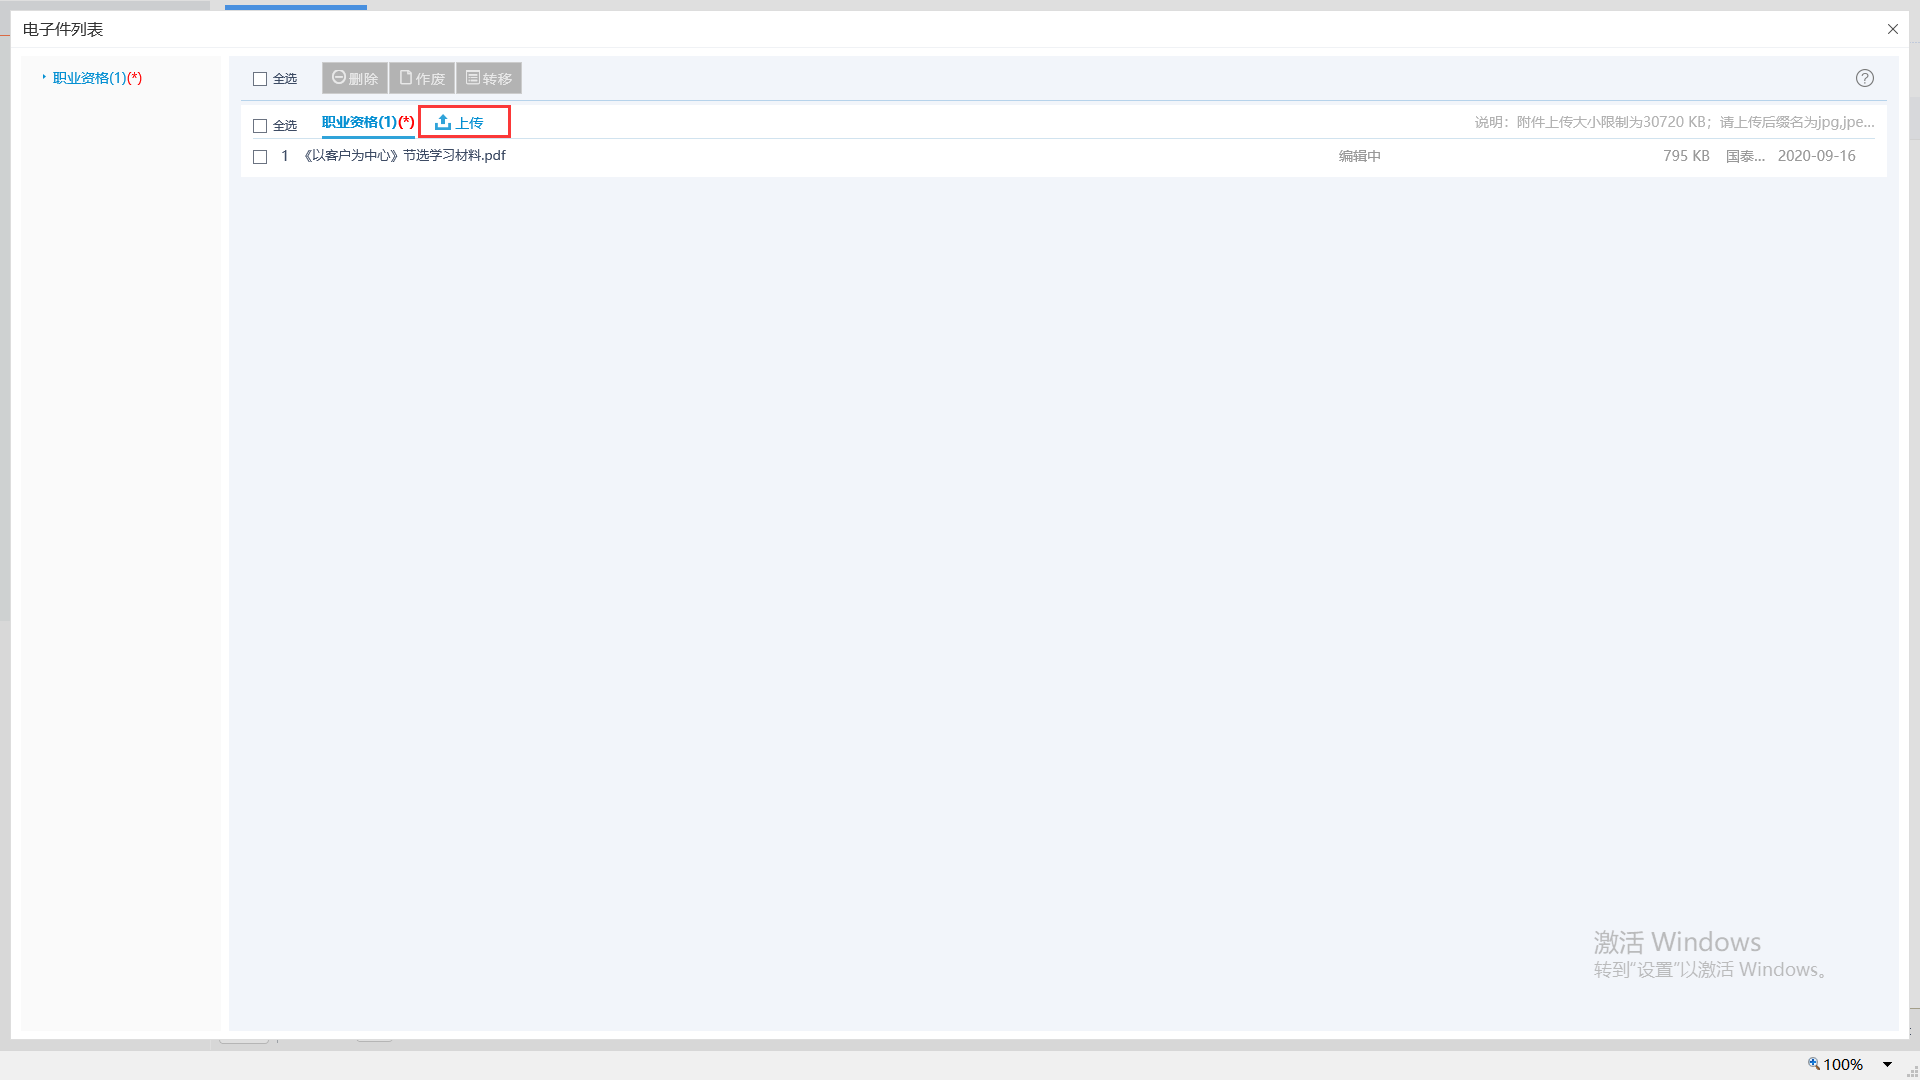 电子件列表
职业资格(1)(*)
全选 删除 作废 转移
全选 职业资格(1)(*) 上传 说明：附件上传大小限制为30720 KB；请上传后缀名为jpg,jpe...
1 《以客户为中心》节选学习材料.pdf 编辑中 795 KB 国泰... 2020-09-16
激活 Windows
转到“设置”以激活 Windows。
100%